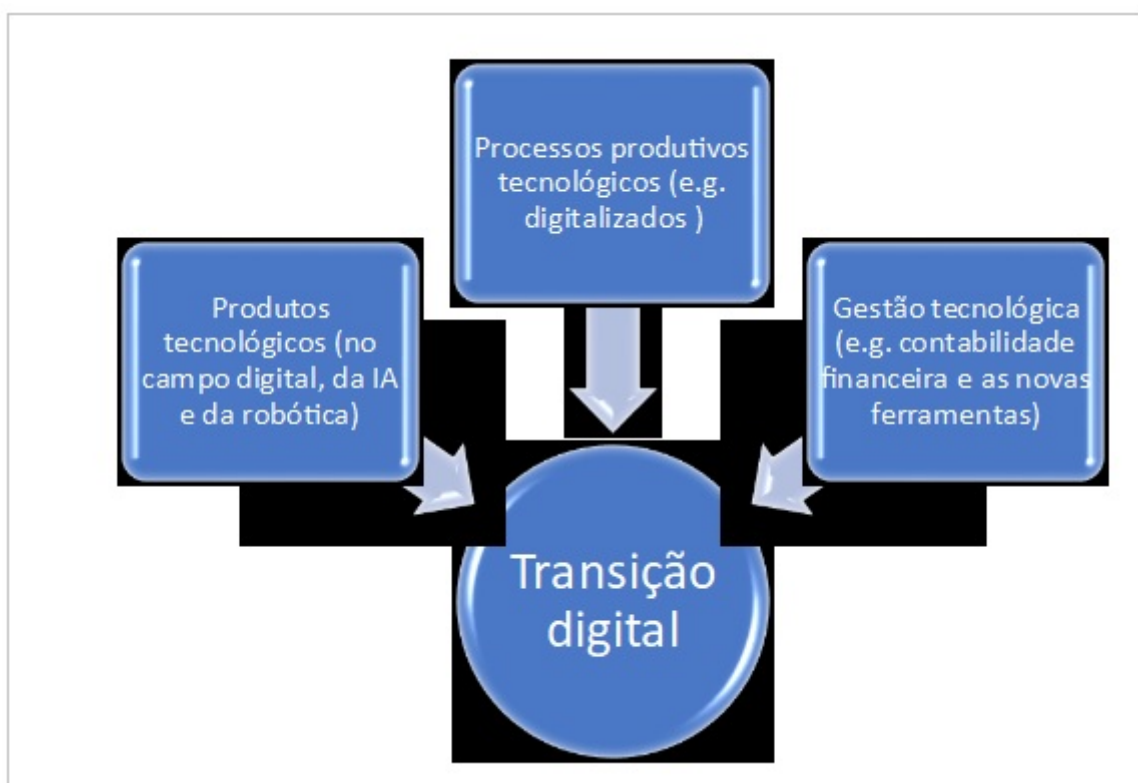 Processos produtivos
tecnológicos (e.g.
digitalizados )
Produtos
tecnológicos (no
campo digital, da IA
e da robótica)
Gestão tecnológica
(e.g. contabilidade
financeira e as novas
ferramentas)
Transição
digital